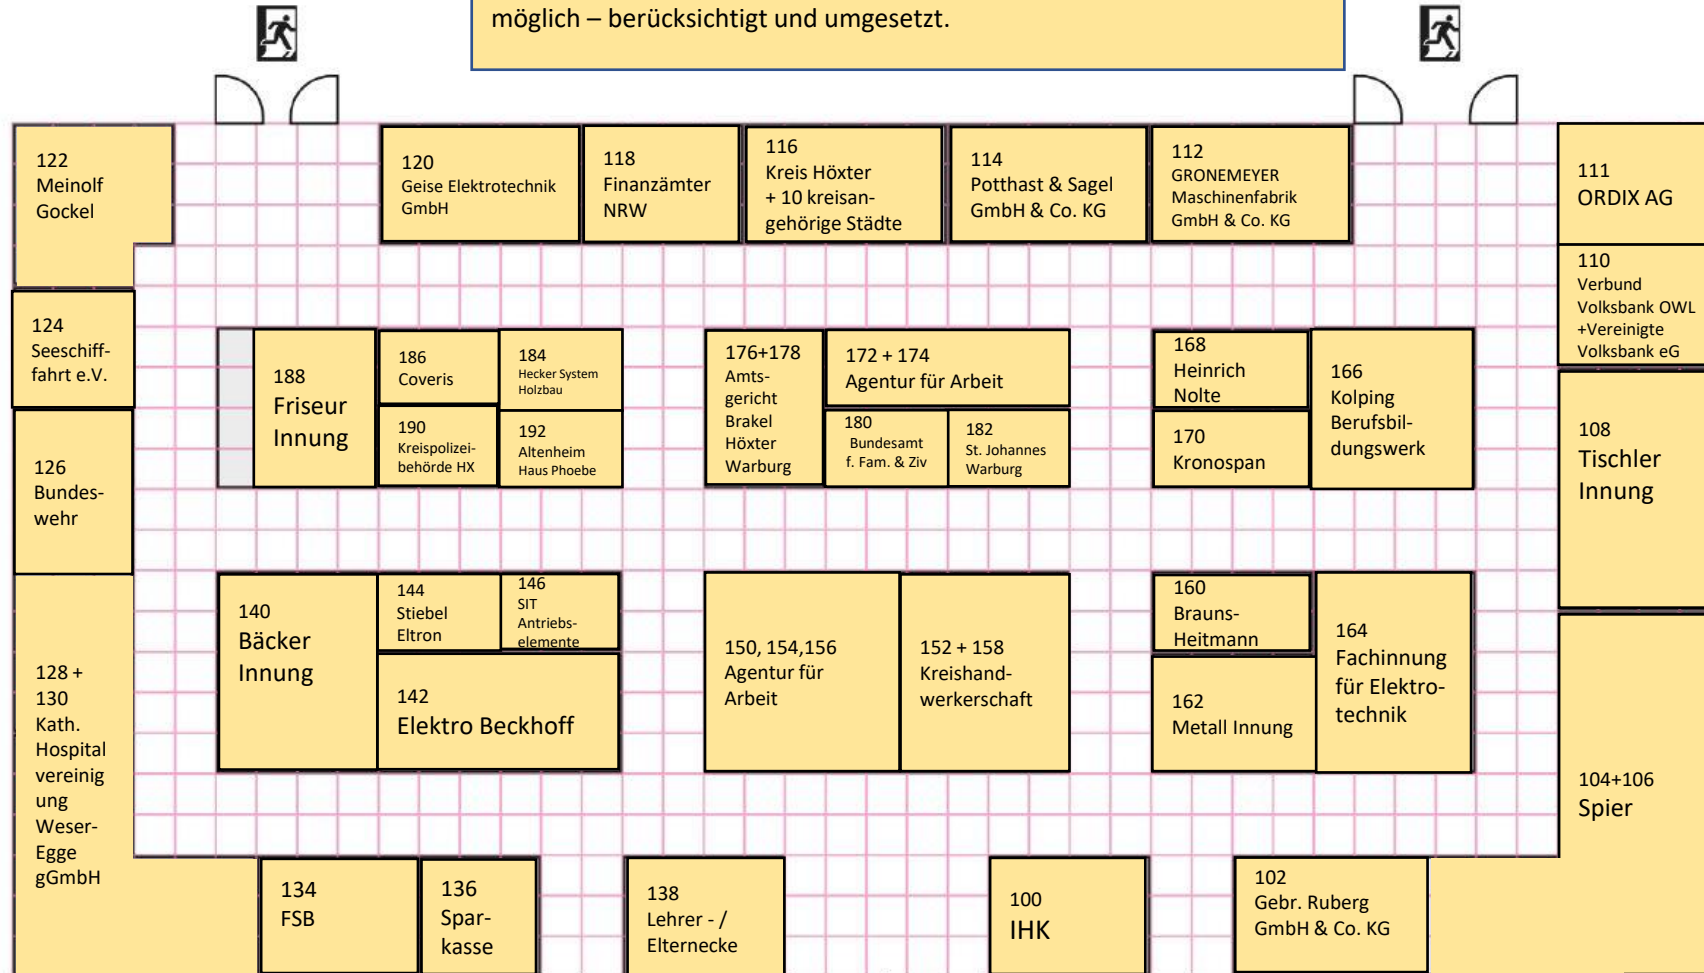 möglich – berücksichtigt und umgesetzt.
122
Meinolf
Gockel
120
Geise Elektrotechnik
GmbH
118
Finanzämter
NRW
116
Kreis Höxter
+ 10 kreisan-
gehörige Städte
114
Potthast & Sagel
GmbH & Co. KG
112
GRONEMEYER
Maschinenfabrik
GmbH & Co. KG
111
ORDIX AG
110
Verbund
Volksbank OWL
+Vereinigte
Volksbank eG
124
Seeschiff-
fahrt e.V.
188
Friseur
Innung
186
Coveris
184
Hecker System
Holzbau
190
Kreispolizei-
behörde HX
192
Altenheim
Haus Phoebe
176+178
Amts-
gericht
Brakel
Höxter
Warburg
172 + 174
Agentur für Arbeit
180
Bundesamt
f. Fam. & Ziv
182
St. Johannes
Warburg
168
Heinrich
Nolte
170
Kronospan
166
Kolping
Berufsbil-
dungswerk
108
Tischler
Innung
126
Bundes-
wehr
140
Bäcker
Innung
144
Stiebel
Eltron
146
SIT
Antriebs-
elemente
142
Elektro Beckhoff
150, 154,156
Agentur für
Arbeit
152 + 158
Kreishand-
werkerschaft
160
Brauns-
Heitmann
162
Metall Innung
164
Fachinnung
für Elektro-
technik
104+106
Spier
128 +
130
Kath.
Hospital
vereinig
ung
Weser-
Egge
gGmbH
134
FSB
136
Spar-
kasse
138
Lehrer - /
Elternecke
100
IHK
102
Gebr. Ruberg
GmbH & Co. KG